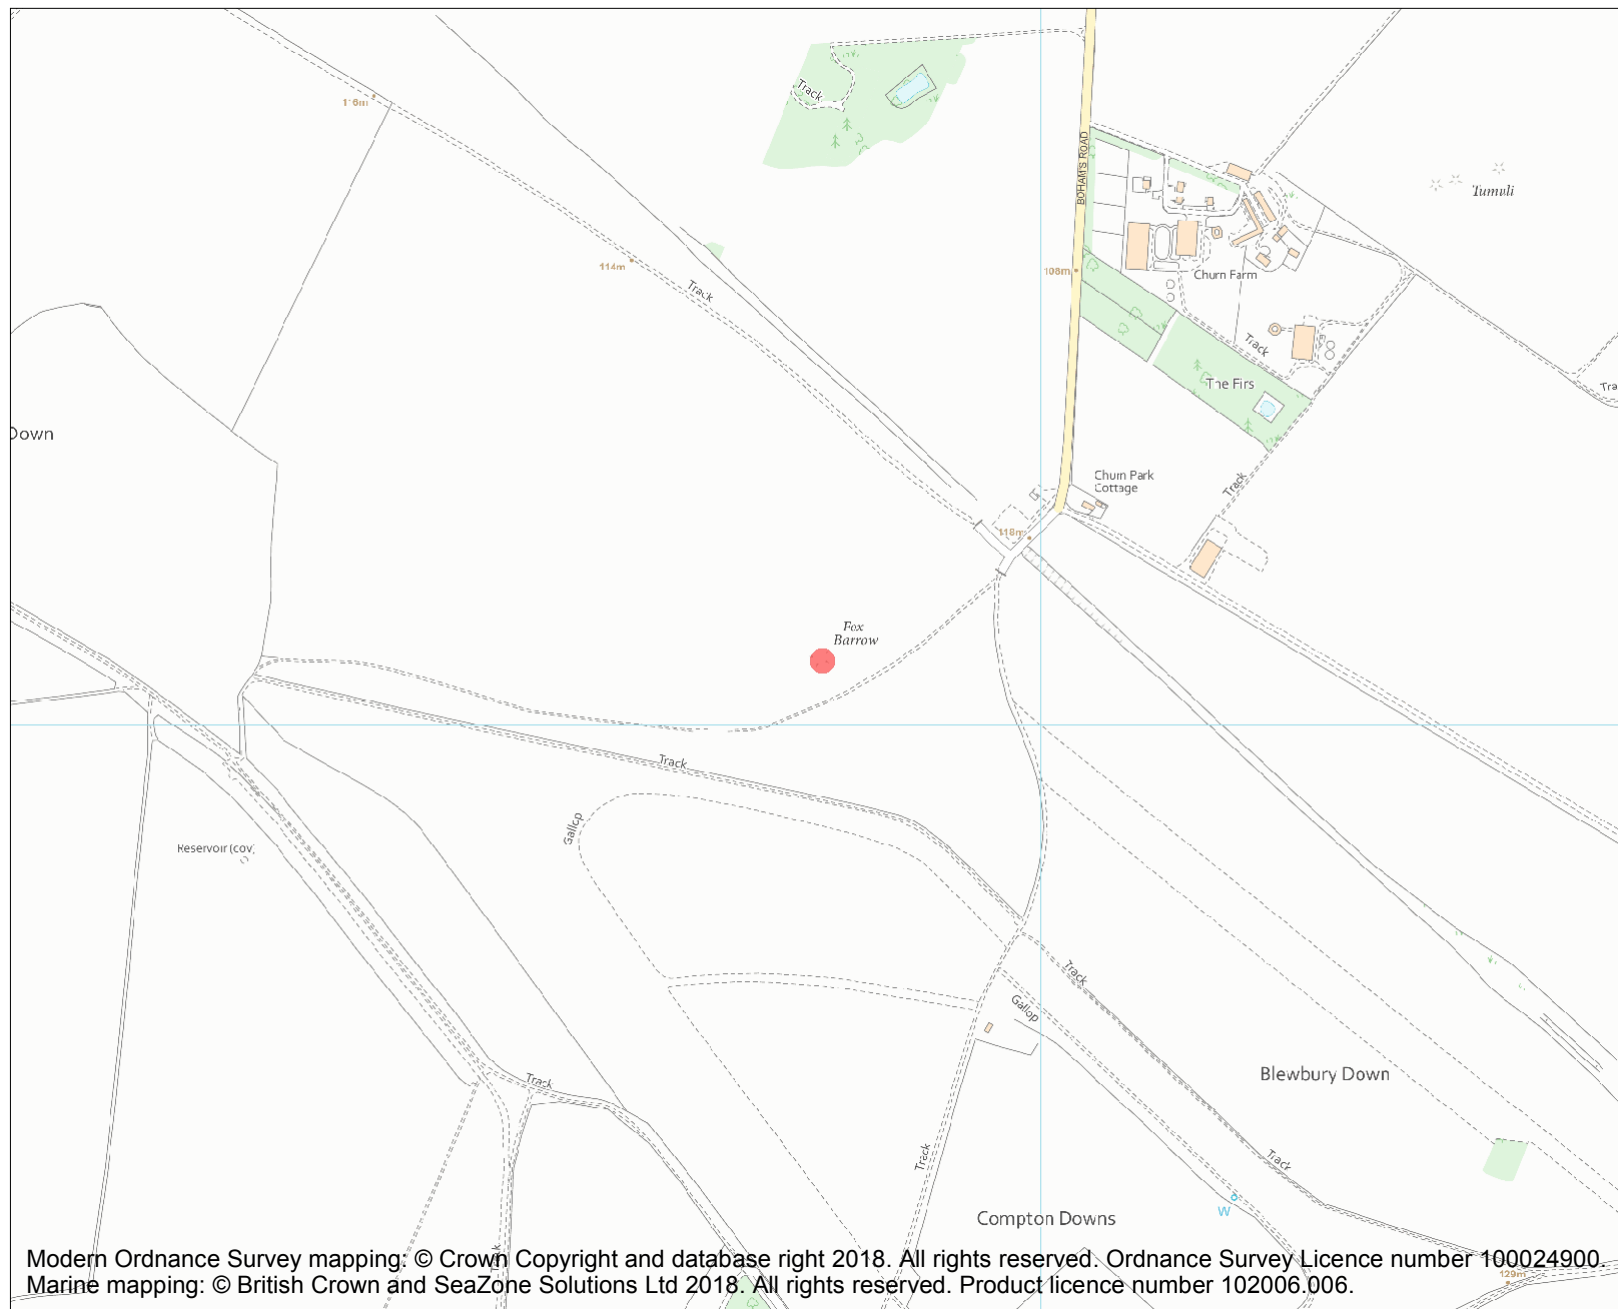 116m
Track
BOHAM'S ROAD
Tumuli
114m
Track
108m
Churn Farm
Track
The Firs
Tra
Down
Churn Park
Cottage
Track
118m
Fox
Barrow
Track
Gallop
Reservoir (cov)
Track
Gallop
Blewbury Down
Track
Track
Track
W
Compton Downs
Track
Modern Ordnance Survey mapping: © Crown Copyright and database right 2018. All rights reserved. Ordnance Survey Licence number 100024900.
Marine mapping: © British Crown and SeaZone Solutions Ltd 2018. All rights reserved. Product licence number 102006.006.
129m